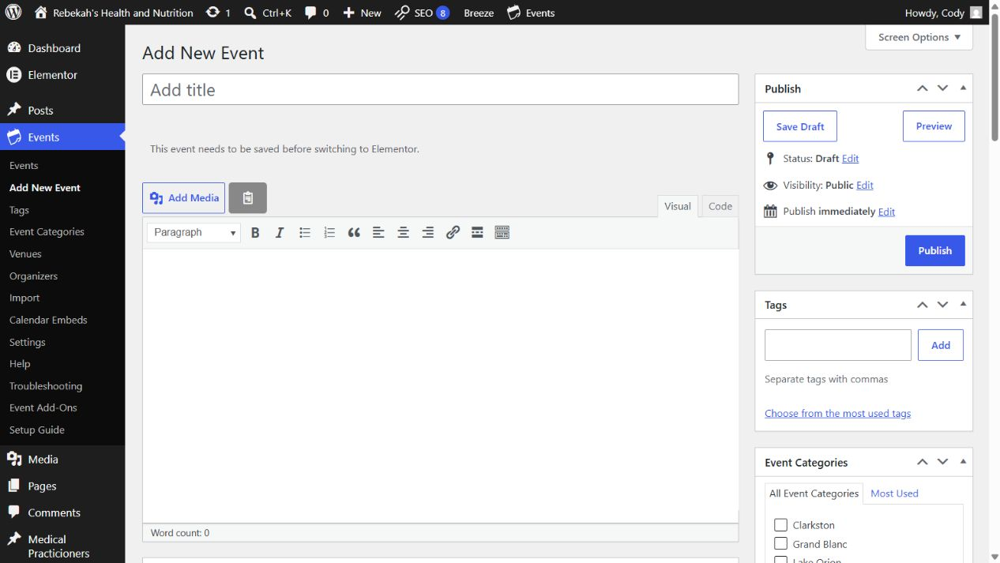 Rebekah's Health and Nutrition
1
Ctrl+K
0
New
SEO 8
Breeze
Events
Howdy, Cody
Dashboard
Elementor
Posts
Events
Events
Add New Event
Tags
Event Categories
Venues
Organizers
Import
Calendar Embeds
Settings
Help
Troubleshooting
Event Add-Ons
Setup Guide
Media
Pages
Comments
Medical
Practicioners
Screen Options
Add New Event
Add title
This event needs to be saved before switching to Elementor.
Add Media
Visual
Code
Paragraph
Word count: 0
Publish
Save Draft
Preview
Status: Draft Edit
Visibility: Public Edit
Publish immediately Edit
Publish
Tags
Add
Separate tags with commas
Choose from the most used tags
Event Categories
All Event Categories
Most Used
Clarkston
Grand Blanc
Lake Orion